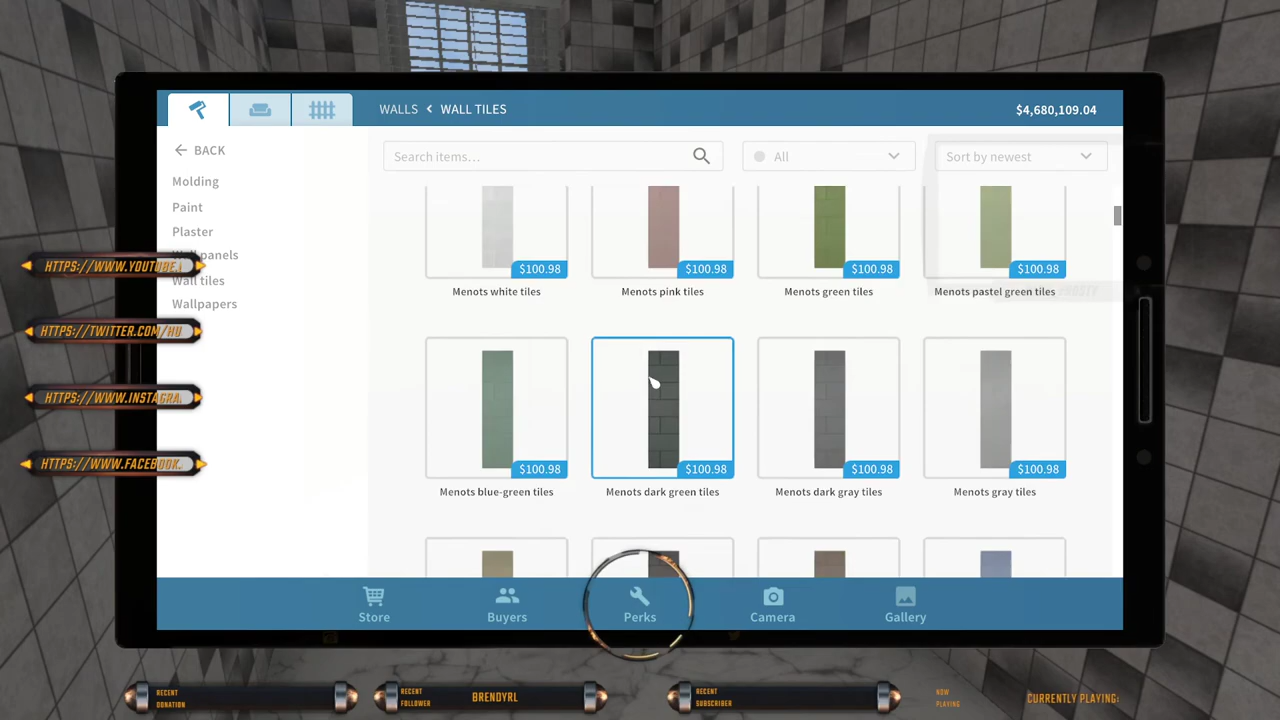 WALLS < WALL TILES
$4,680,109.04
BACK
Search items...
All
Sort by newest
Molding
Paint
Plaster
Wall panels
Wall tiles
Wallpapers
HTTPS://WWW.YOUTUBE.
HTTPS://TWITTER.COM/HU
HTTPS://WWW.INSTAGRA
HTTPS://WWW.FACEBOOK.
$100.98
$100.98
$100.98
$100.98
Menots white tiles
Menots pink tiles
Menots green tiles
Menots pastel green tiles
$100.98
$100.98
$100.98
$100.98
Menots blue-green tiles
Menots dark green tiles
Menots dark gray tiles
Menots gray tiles
Store
Buyers
Perks
Camera
Gallery
RECENT
DONATION
RECENT
FOLLOWER
BRENDYRL
RECENT
SUBSCRIBER
NOW
PLAYING
CURRENTLY PLAYING: